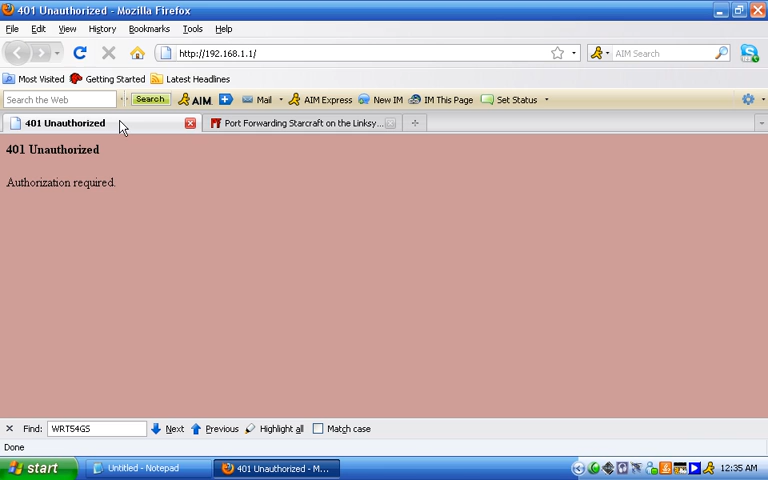 401 Unauthorized - Mozilla Firefox
File Edit View History Bookmarks Tools Help
http://192.168.1.1/ AIM Search
Most Visited Getting Started Latest Headlines
Search the Web Search AIM Mail AIM Express New IM IM This Page Set Status
401 Unauthorized Port Forwarding Starcraft on the Linksy...
401 Unauthorized
Authorization required.
Find: WRT54GS Next Previous Highlight all Match case
Done
start Untitled - Notepad 401 Unauthorized - M... 12:35 AM